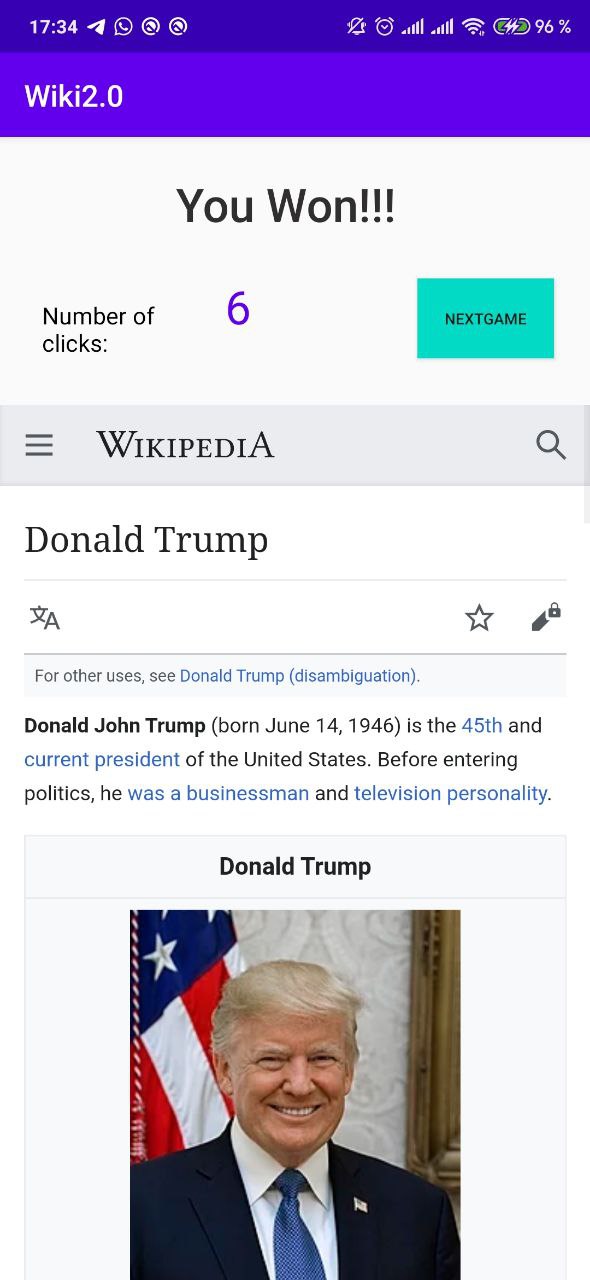 17:34 96 %
Wiki2.0
You Won!!!
Number of
clicks:
6
NEXTGAME
WIKIPEDIA
Donald Trump
文A
For other uses, see Donald Trump (disambiguation).
Donald John Trump (born June 14, 1946) is the 45th and
current president of the United States. Before entering
politics, he was a businessman and television personality.
Donald Trump